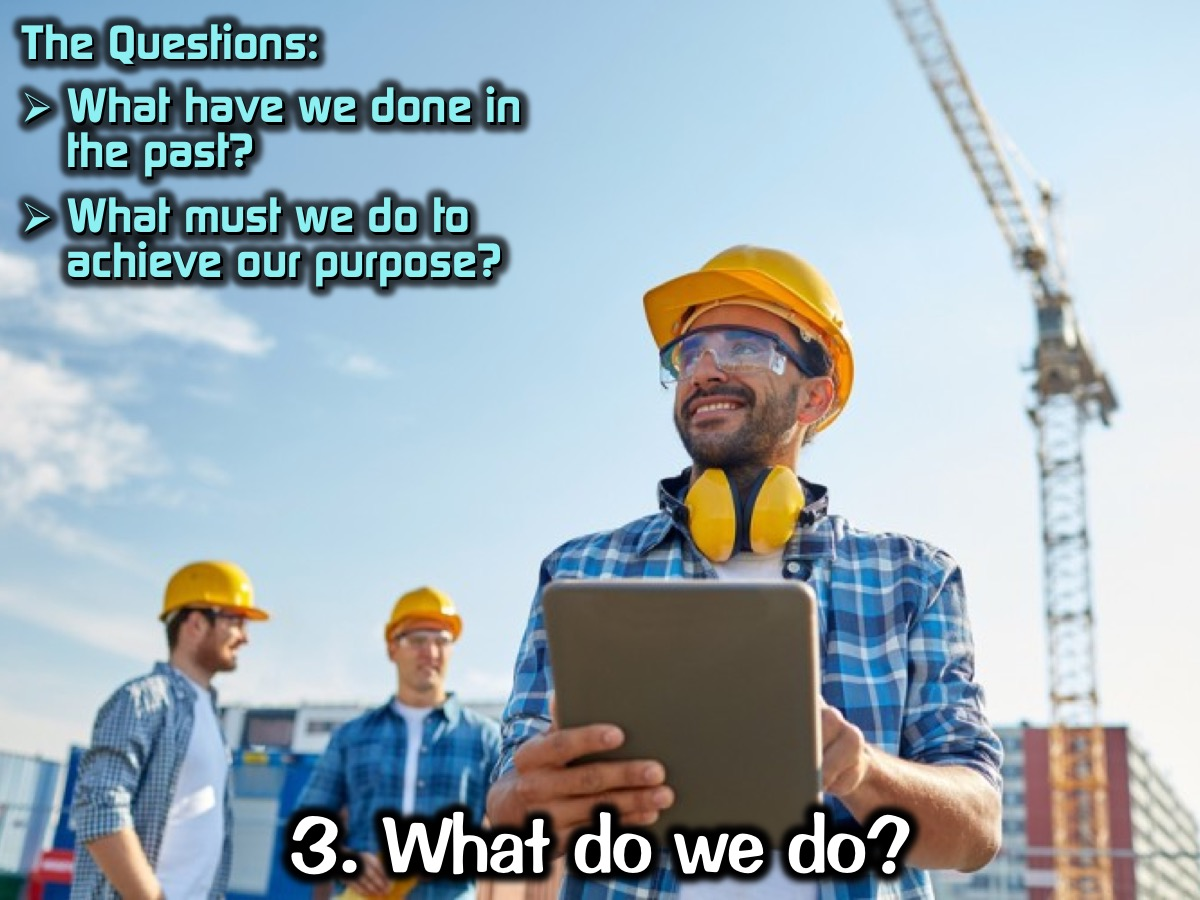 The Questions:
➢ What have we done in
the past?
➢ What must we do to
achieve our purpose?
3. What do we do?